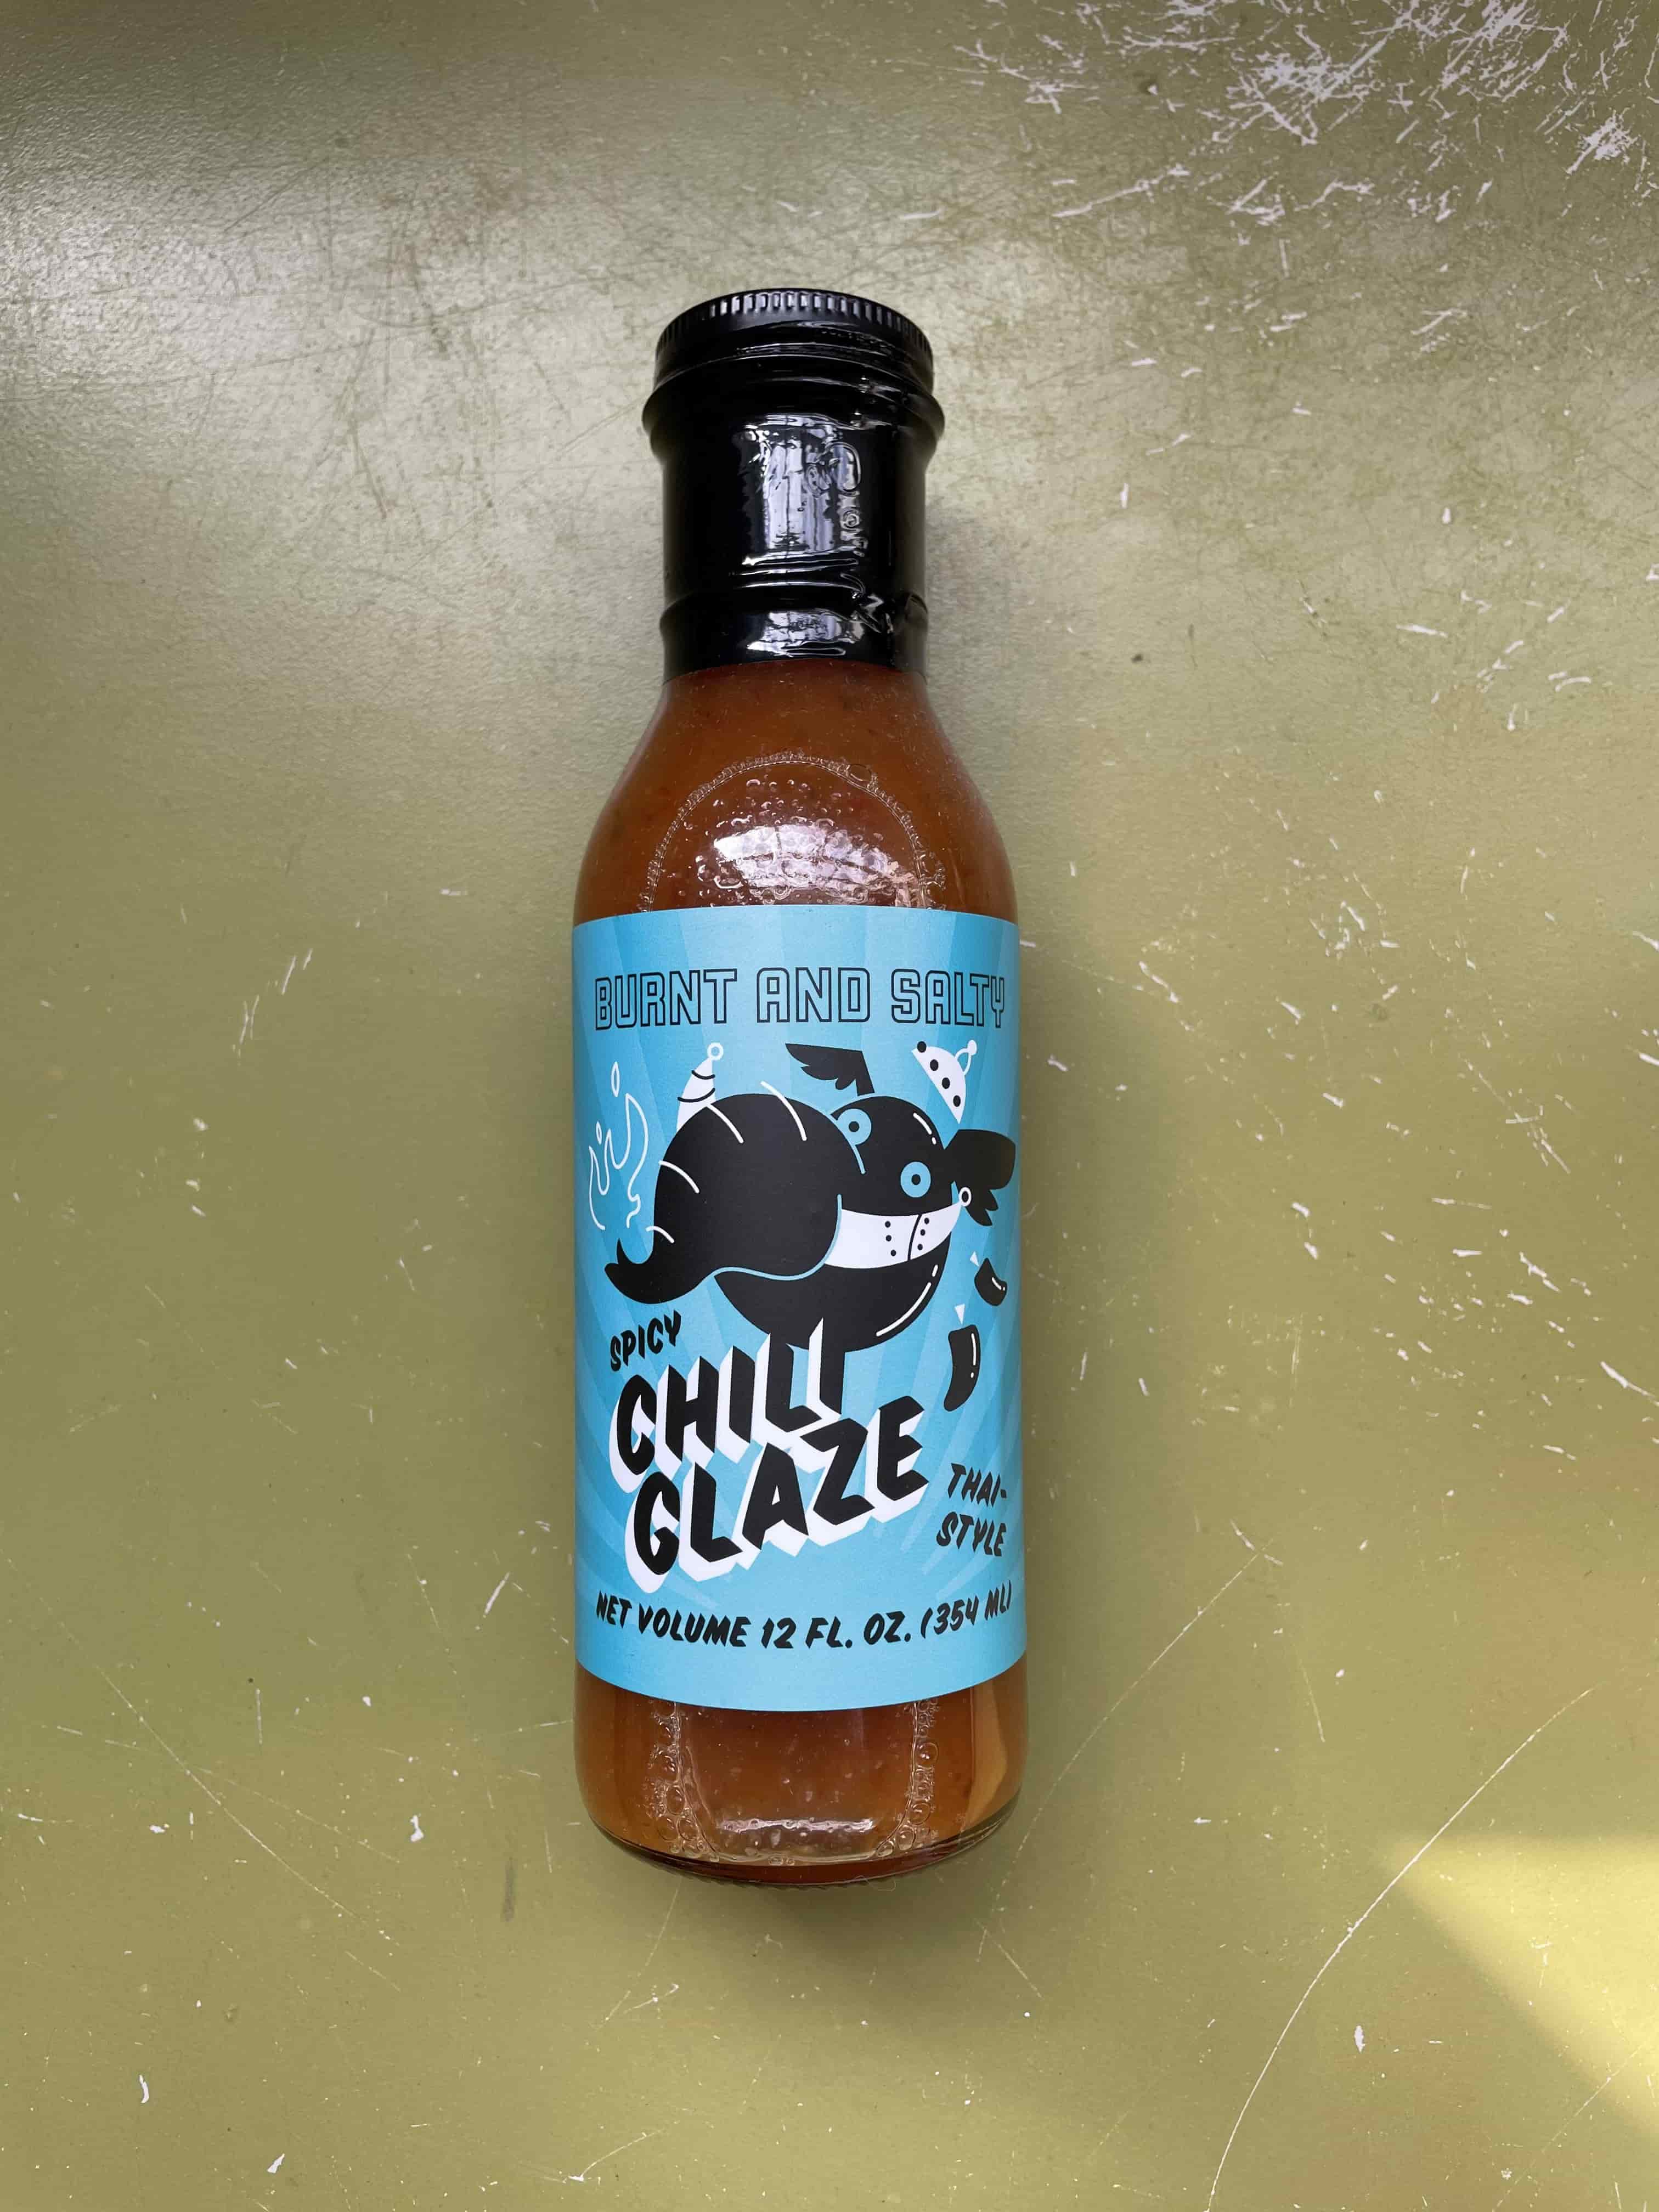 BURNT AND SALTY
SPICY
CHILI
GLAZE
THAI-
STYLE
NET VOLUME 12 FL. OZ. (354 ML)